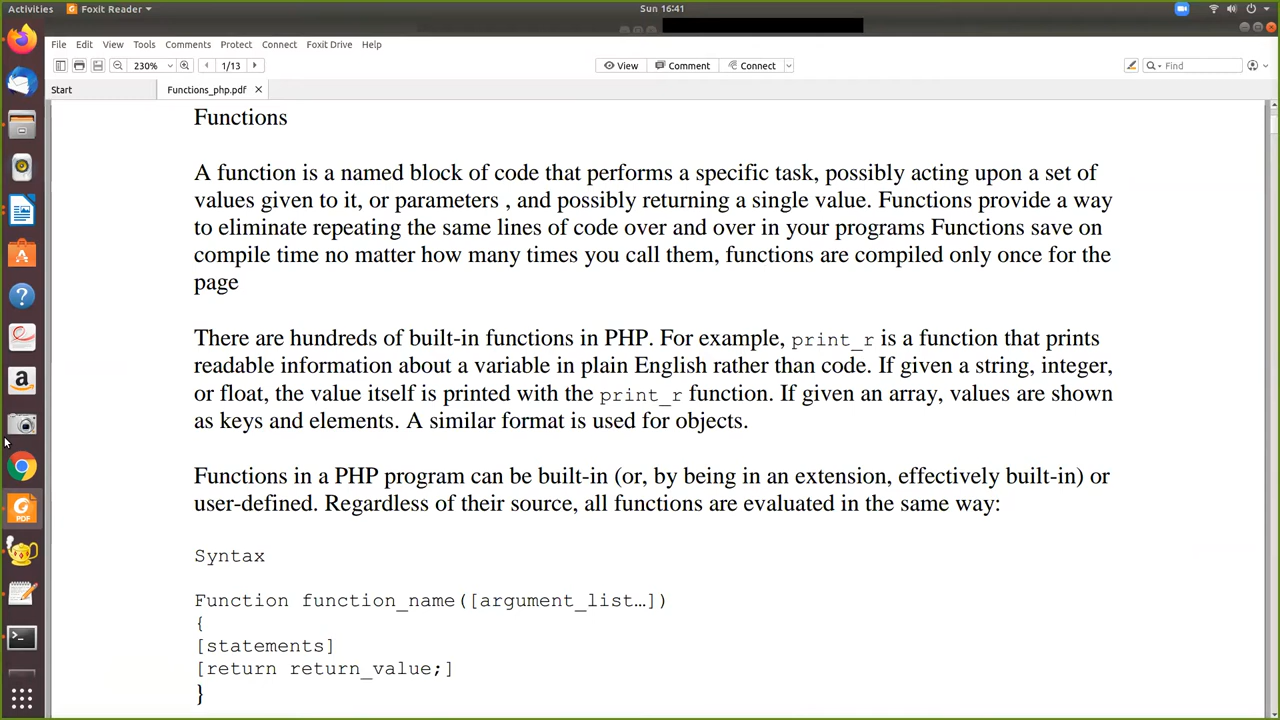 Activities Foxit Reader Sun 16:41
File Edit View Tools Comments Protect Connect Foxit Drive Help
230% 1/13 View Comment Connect Find
Start Functions_php.pdf
Functions
A function is a named block of code that performs a specific task, possibly acting upon a set of
values given to it, or parameters , and possibly returning a single value. Functions provide a way
to eliminate repeating the same lines of code over and over in your programs Functions save on
compile time no matter how many times you call them, functions are compiled only once for the
page
There are hundreds of built-in functions in PHP. For example, print_r is a function that prints
readable information about a variable in plain English rather than code. If given a string, integer,
or float, the value itself is printed with the print_r function. If given an array, values are shown
as keys and elements. A similar format is used for objects.
Functions in a PHP program can be built-in (or, by being in an extension, effectively built-in) or
user-defined. Regardless of their source, all functions are evaluated in the same way:
Syntax
Function function_name([argument_list…])
{
[statements]
[return return_value;]
}
PDF